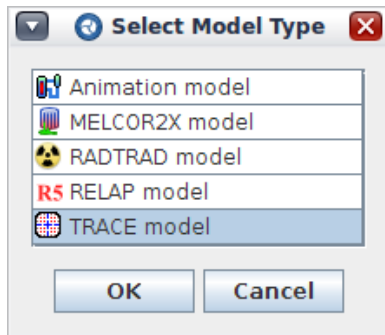 Select Model Type
Animation model
MELCOR2X model
RADTRAD model
R5 RELAP model
TRACE model
OK Cancel